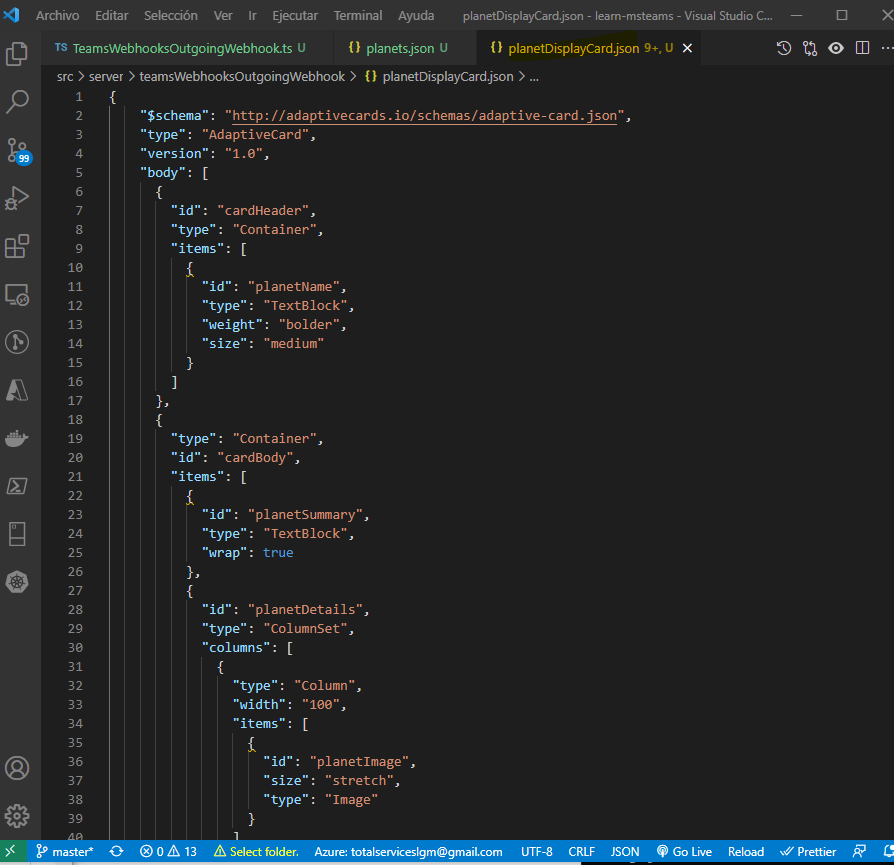 Archivo Editar Selección Ver Ir Ejecutar Terminal Ayuda planetDisplayCard.json - learn-msteams - Visual Studio C...
TS TeamsWebhooksOutgoingWebhook.ts U {} planets.json U {} planetDisplayCard.json 9+, U
src > server > teamsWebhooksOutgoingWebhook > {} planetDisplayCard.json > ...
1 {
2 "$schema": "http://adaptivecards.io/schemas/adaptive-card.json",
3 "type": "AdaptiveCard",
4 "version": "1.0",
5 "body": [
6 {
7 "id": "cardHeader",
8 "type": "Container",
9 "items": [
10 {
11 "id": "planetName",
12 "type": "TextBlock",
13 "weight": "bolder",
14 "size": "medium"
15 }
16 ]
17 },
18 {
19 "type": "Container",
20 "id": "cardBody",
21 "items": [
22 {
23 "id": "planetSummary",
24 "type": "TextBlock",
25 "wrap": true
26 },
27 {
28 "id": "planetDetails",
29 "type": "ColumnSet",
30 "columns": [
31 {
32 "type": "Column",
33 "width": "100",
34 "items": [
35 {
36 "id": "planetImage",
37 "size": "stretch",
38 "type": "Image"
39 }
40 ]
99
master* 0 13 Select folder. Azure: totalserviceslgm@gmail.com UTF-8 CRLF JSON Go Live Reload Prettier